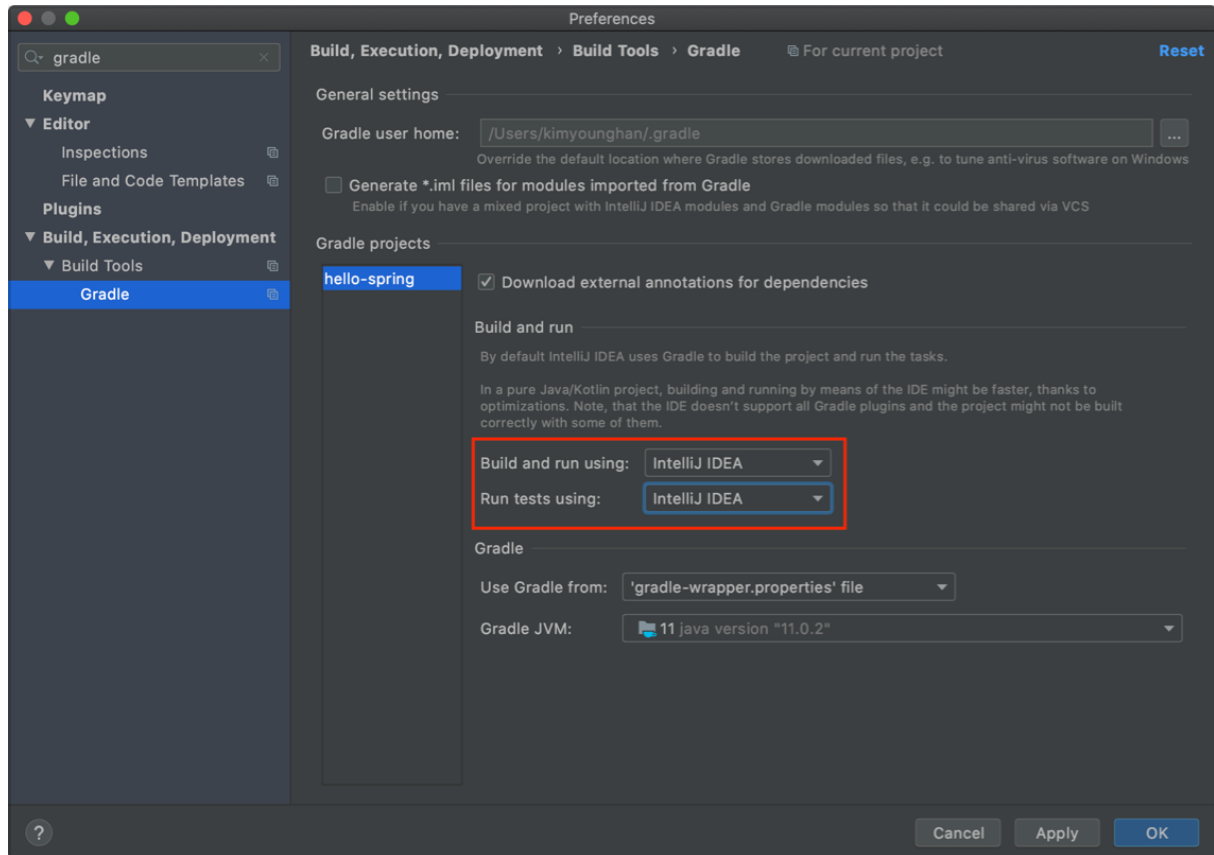 Preferences
gradle
Keymap
Editor
Inspections
File and Code Templates
Plugins
Build, Execution, Deployment
Build Tools
Gradle
Build, Execution, Deployment › Build Tools › Gradle
For current project
Reset
General settings
Gradle user home: /Users/kimyounghan/.gradle ...
Override the default location where Gradle stores downloaded files, e.g. to tune anti-virus software on Windows
Generate *.iml files for modules imported from Gradle
Enable if you have a mixed project with IntelliJ IDEA modules and Gradle modules so that it could be shared via VCS
Gradle projects
hello-spring
Download external annotations for dependencies
Build and run
By default IntelliJ IDEA uses Gradle to build the project and run the tasks.
In a pure Java/Kotlin project, building and running by means of the IDE might be faster, thanks to
optimizations. Note, that the IDE doesn't support all Gradle plugins and the project might not be built
correctly with some of them.
Build and run using: IntelliJ IDEA
Run tests using: IntelliJ IDEA
Gradle
Use Gradle from: 'gradle-wrapper.properties' file
Gradle JVM: 11 java version "11.0.2"
?
Cancel
Apply
OK